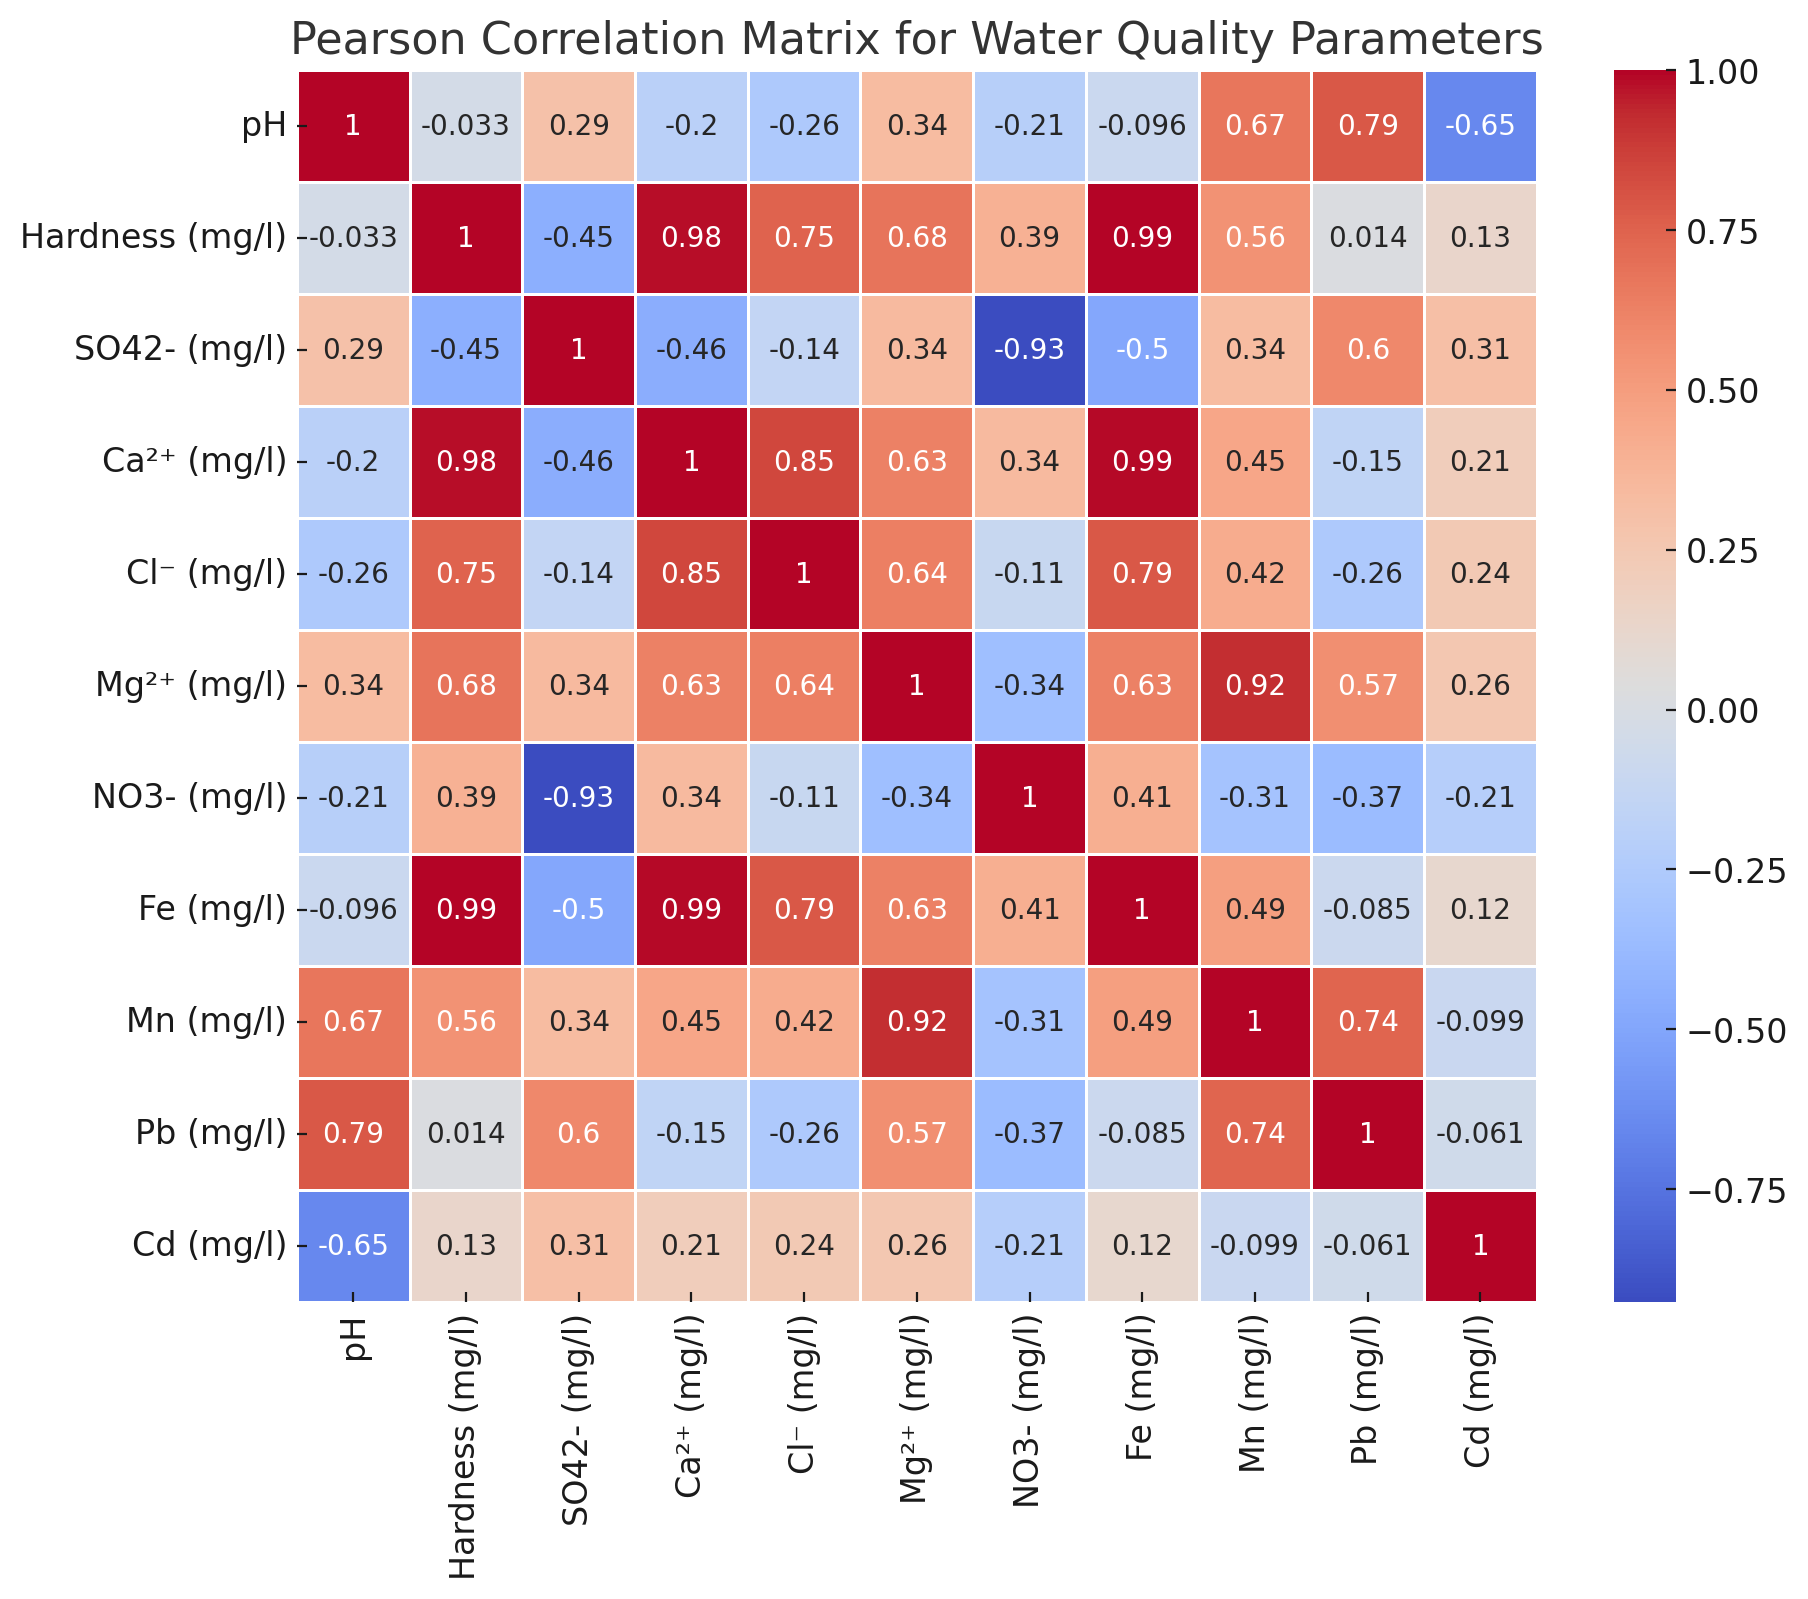 Pearson Correlation Matrix for Water Quality Parameters
pH 1 -0.033 0.29 -0.2 -0.26 0.34 -0.21 -0.096 0.67 0.79 -0.65
Hardness (mg/l) -0.033 1 -0.45 0.98 0.75 0.68 0.39 0.99 0.56 0.014 0.13
SO42- (mg/l) 0.29 -0.45 1 -0.46 -0.14 0.34 -0.93 -0.5 0.34 0.6 0.31
Ca²⁺ (mg/l) -0.2 0.98 -0.46 1 0.85 0.63 0.34 0.99 0.45 -0.15 0.21
Cl⁻ (mg/l) -0.26 0.75 -0.14 0.85 1 0.64 -0.11 0.79 0.42 -0.26 0.24
Mg²⁺ (mg/l) 0.34 0.68 0.34 0.63 0.64 1 -0.34 0.63 0.92 0.57 0.26
NO3- (mg/l) -0.21 0.39 -0.93 0.34 -0.11 -0.34 1 0.41 -0.31 -0.37 -0.21
Fe (mg/l) -0.096 0.99 -0.5 0.99 0.79 0.63 0.41 1 0.49 -0.085 0.12
Mn (mg/l) 0.67 0.56 0.34 0.45 0.42 0.92 -0.31 0.49 1 0.74 -0.099
Pb (mg/l) 0.79 0.014 0.6 -0.15 -0.26 0.57 -0.37 -0.085 0.74 1 -0.061
Cd (mg/l) -0.65 0.13 0.31 0.21 0.24 0.26 -0.21 0.12 -0.099 -0.061 1
pH
Hardness (mg/l)
SO42- (mg/l)
Ca²⁺ (mg/l)
Cl⁻ (mg/l)
Mg²⁺ (mg/l)
NO3- (mg/l)
Fe (mg/l)
Mn (mg/l)
Pb (mg/l)
Cd (mg/l)
1.00
0.75
0.50
0.25
0.00
−0.25
−0.50
−0.75